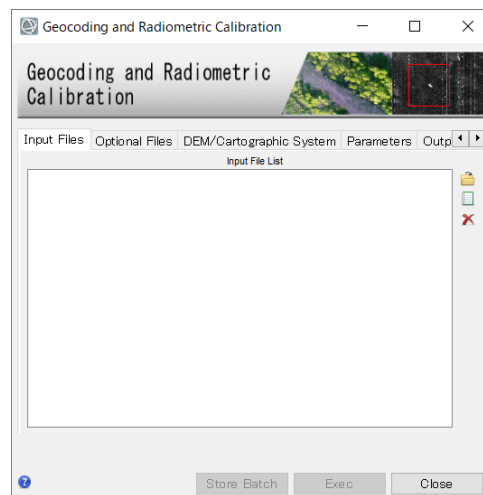 Geocoding and Radiometric Calibration
Geocoding and Radiometric
Calibration
Input Files Optional Files DEM/Cartographic System Parameters Outp
Input File List
Store Batch Exec Close